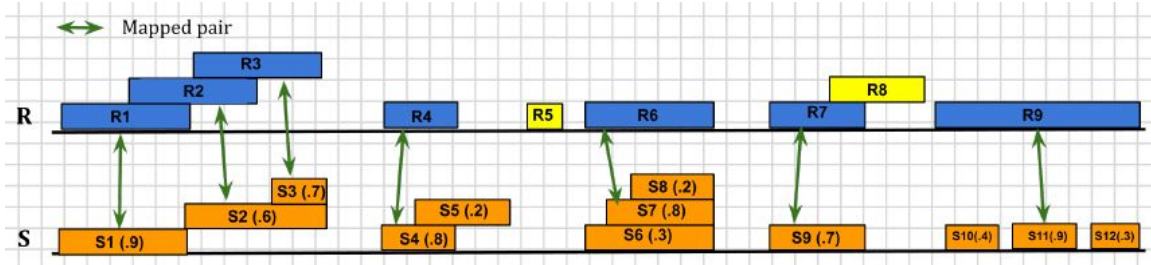 Mapped pair
R3
R2
R8
R
R1
R4
R5
R6
R7
R9
S3 (.7)
S8 (.2)
S2 (.6)
S5 (.2)
S7 (.8)
S
S1 (.9)
S4 (.8)
S6 (.3)
S9 (.7)
S10(.4)
S11(.9)
S12(.3)